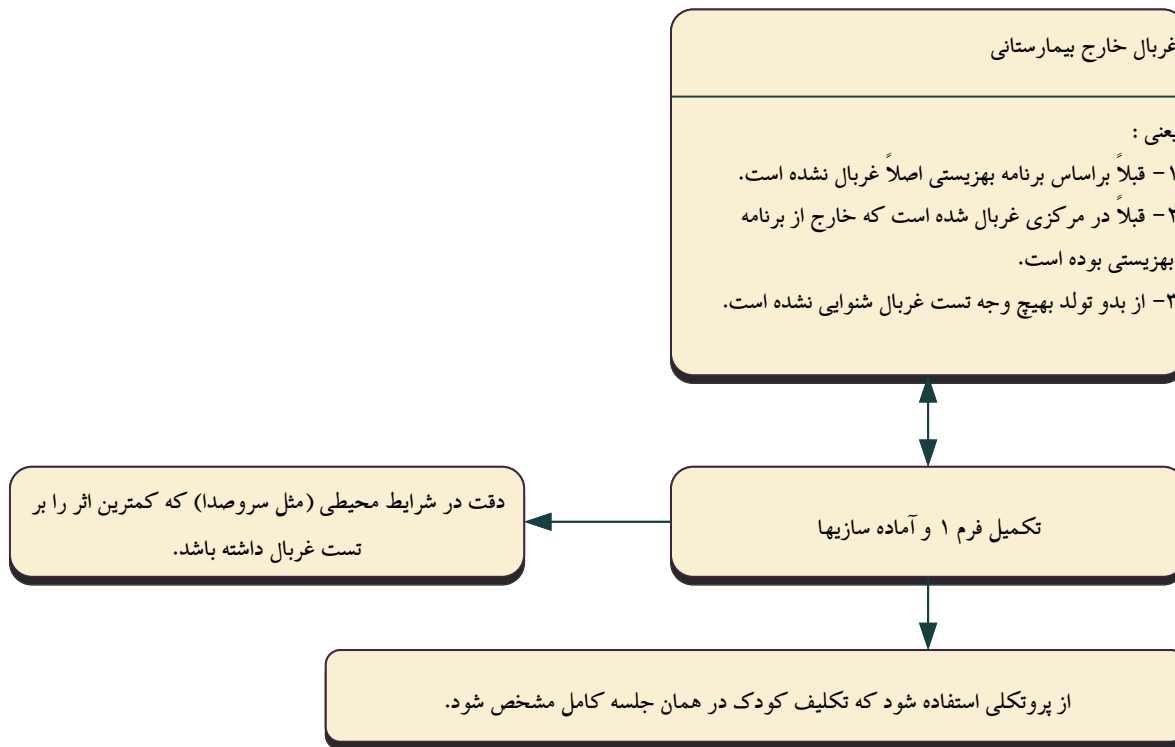 غربال خارج بیمارستانی
یعنی :
۱- قبلاً براساس برنامه بهزیستی اصلاً غربال نشده است.
۲- قبلاً در مرکزی غربال شده است که خارج از برنامه
بهزیستی بوده است.
۳- از بدو تولد بهیچ وجه تست غربال شنوایی نشده است.
تکمیل فرم ۱ و آماده سازیها
دقت در شرایط محیطی (مثل سروصدا) که کمترین اثر را بر
تست غربال داشته باشد.
از پروتکلی استفاده شود که تکلیف کودک در همان جلسه کامل مشخص شود.